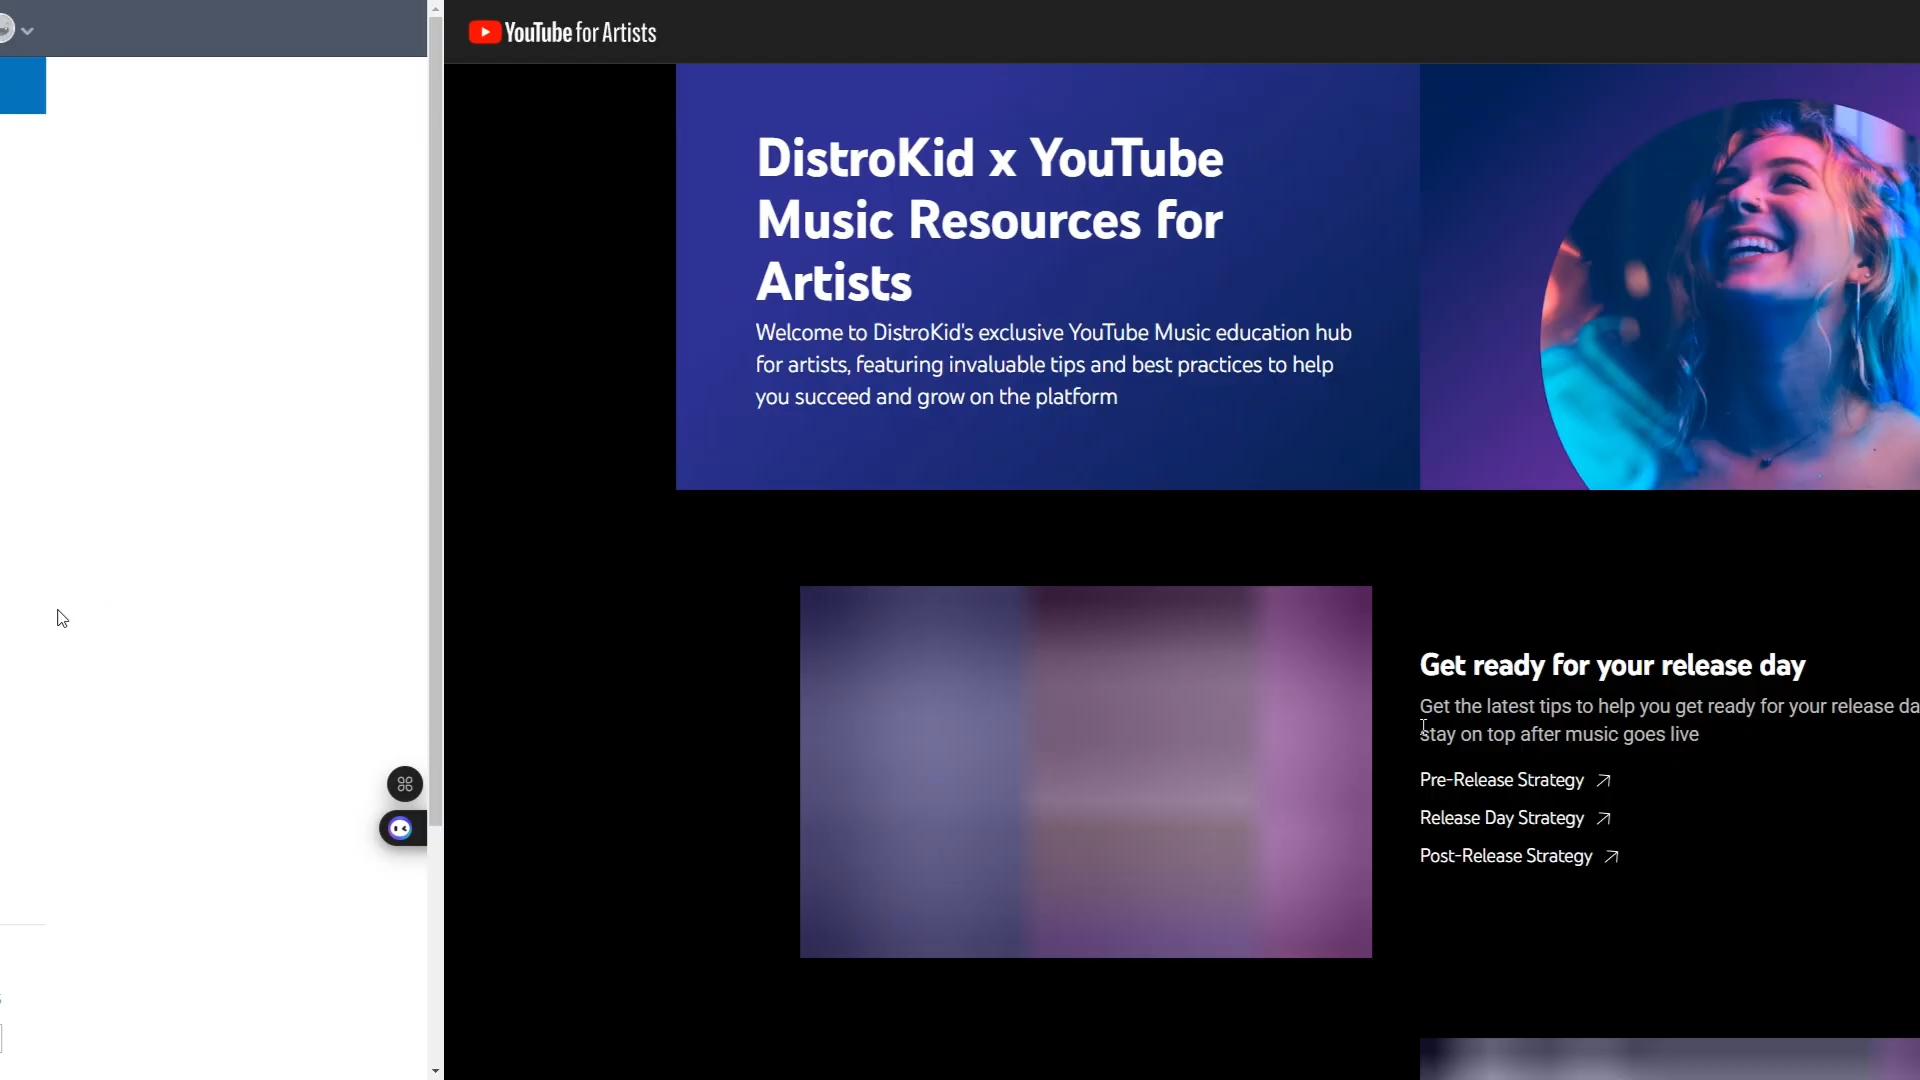 YouTube for Artists
DistroKid x YouTube
Music Resources for
Artists
Welcome to DistroKid's exclusive YouTube Music education hub
for artists, featuring invaluable tips and best practices to help
you succeed and grow on the platform
Get ready for your release day
Get the latest tips to help you get ready for your release da
stay on top after music goes live
Pre-Release Strategy
Release Day Strategy
Post-Release Strategy